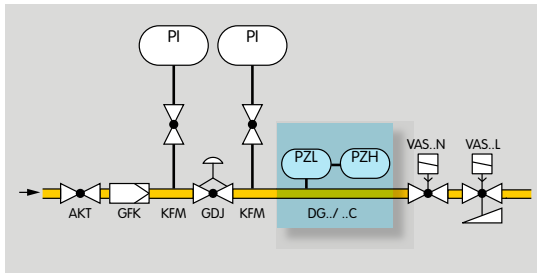 PI PI
PZL PZH
VAS..N VAS..L
AKT GFK KFM GDJ KFM DG../ ..C